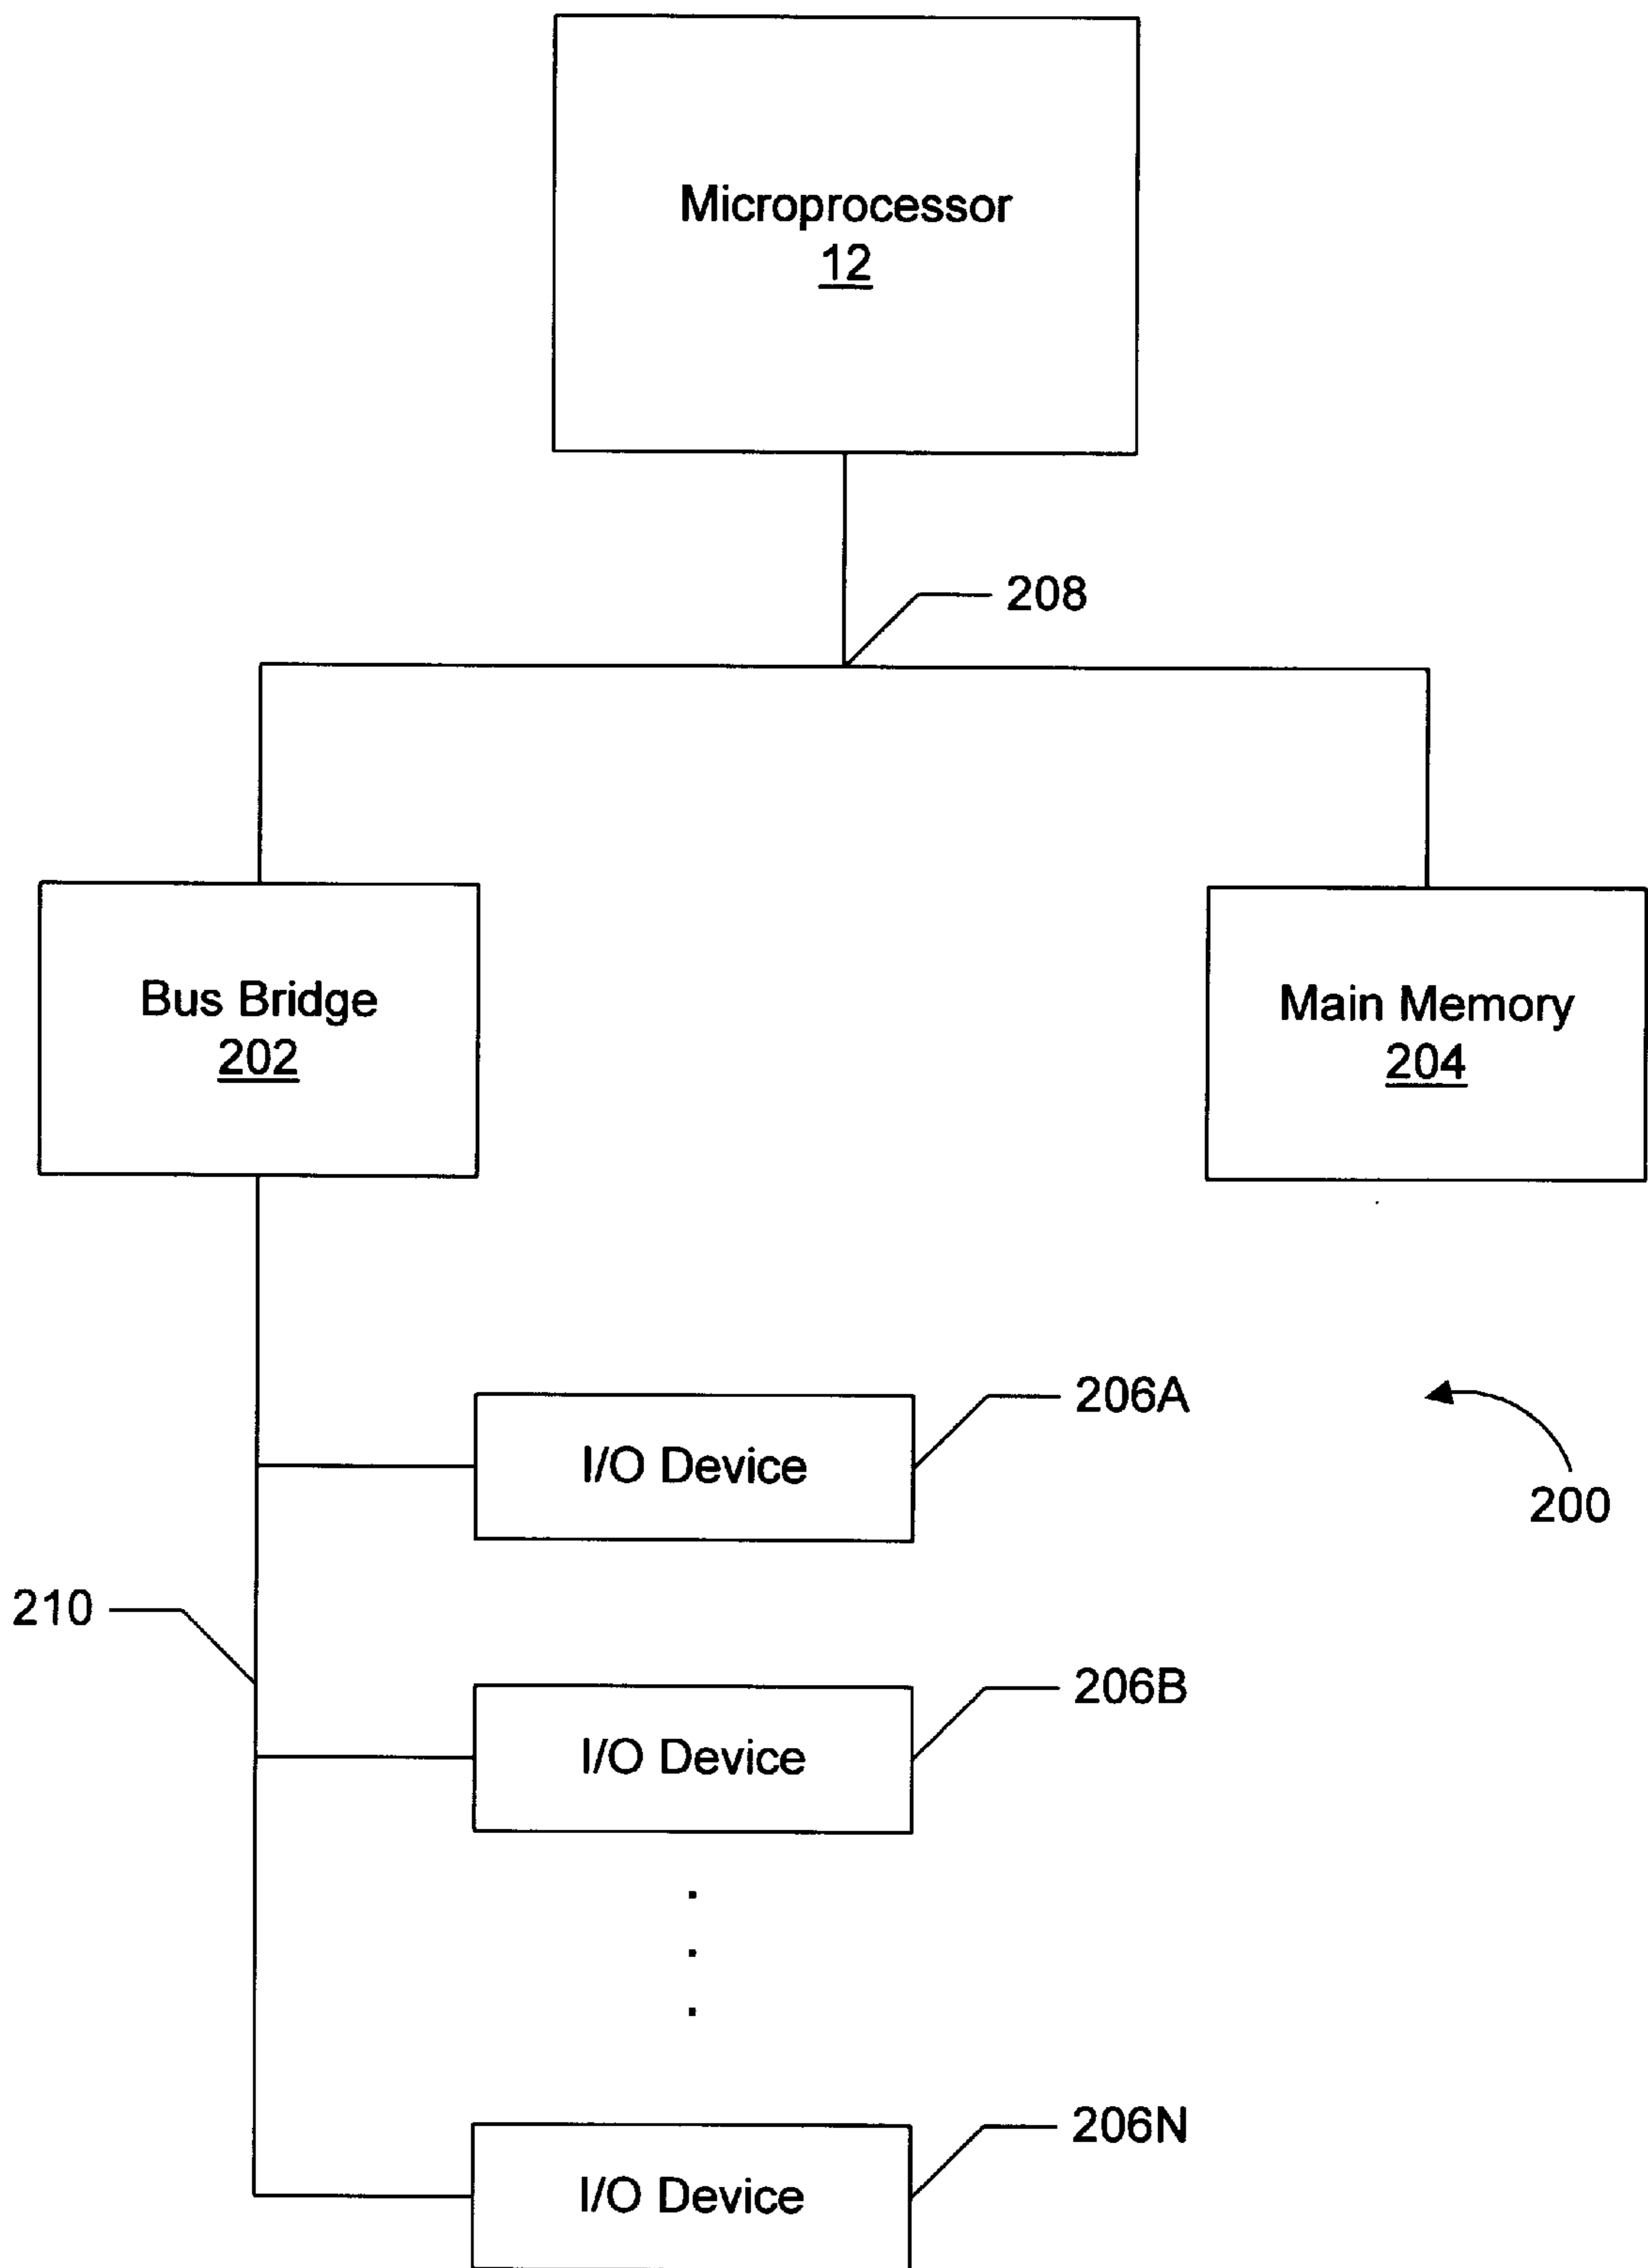 Microprocessor
12
208
Bus Bridge
202
Main Memory
204
206A
I/O Device
200
210
206B
I/O Device
206N
I/O Device